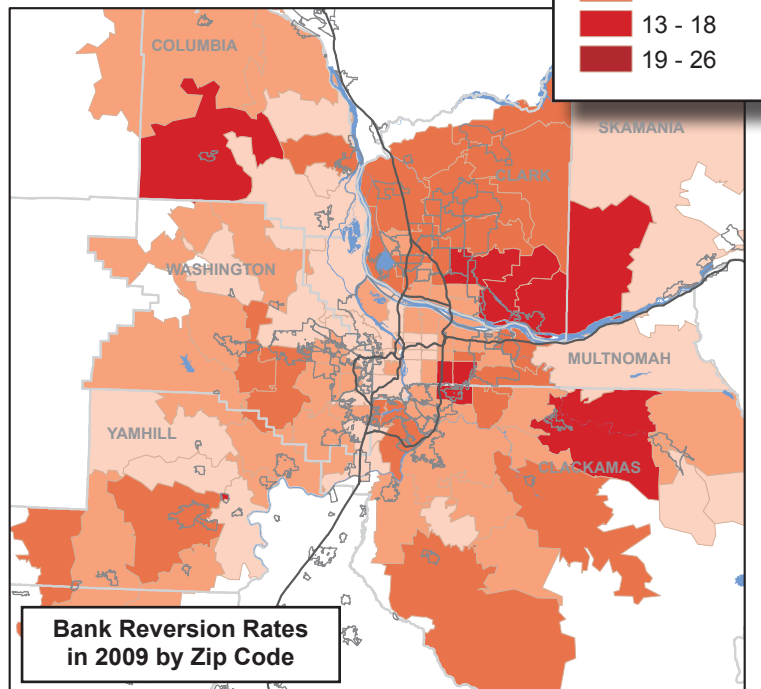 13 - 18
19 - 26
COLUMBIA
SKAMANIA
CLARK
WASHINGTON
MULTNOMAH
YAMHILL
CLACKAMAS
Bank Reversion Rates
in 2009 by Zip Code